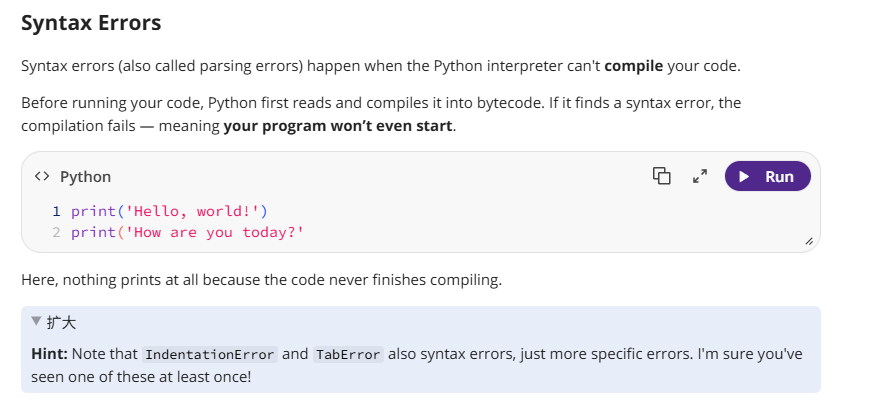 Syntax Errors
Syntax errors (also called parsing errors) happen when the Python interpreter can't compile your code.
Before running your code, Python first reads and compiles it into bytecode. If it finds a syntax error, the
compilation fails — meaning your program won’t even start.
<> Python Run
1 print('Hello, world!')
2 print('How are you today?'
Here, nothing prints at all because the code never finishes compiling.
扩大
Hint: Note that IndentationError and TabError also syntax errors, just more specific errors. I'm sure you've
seen one of these at least once!